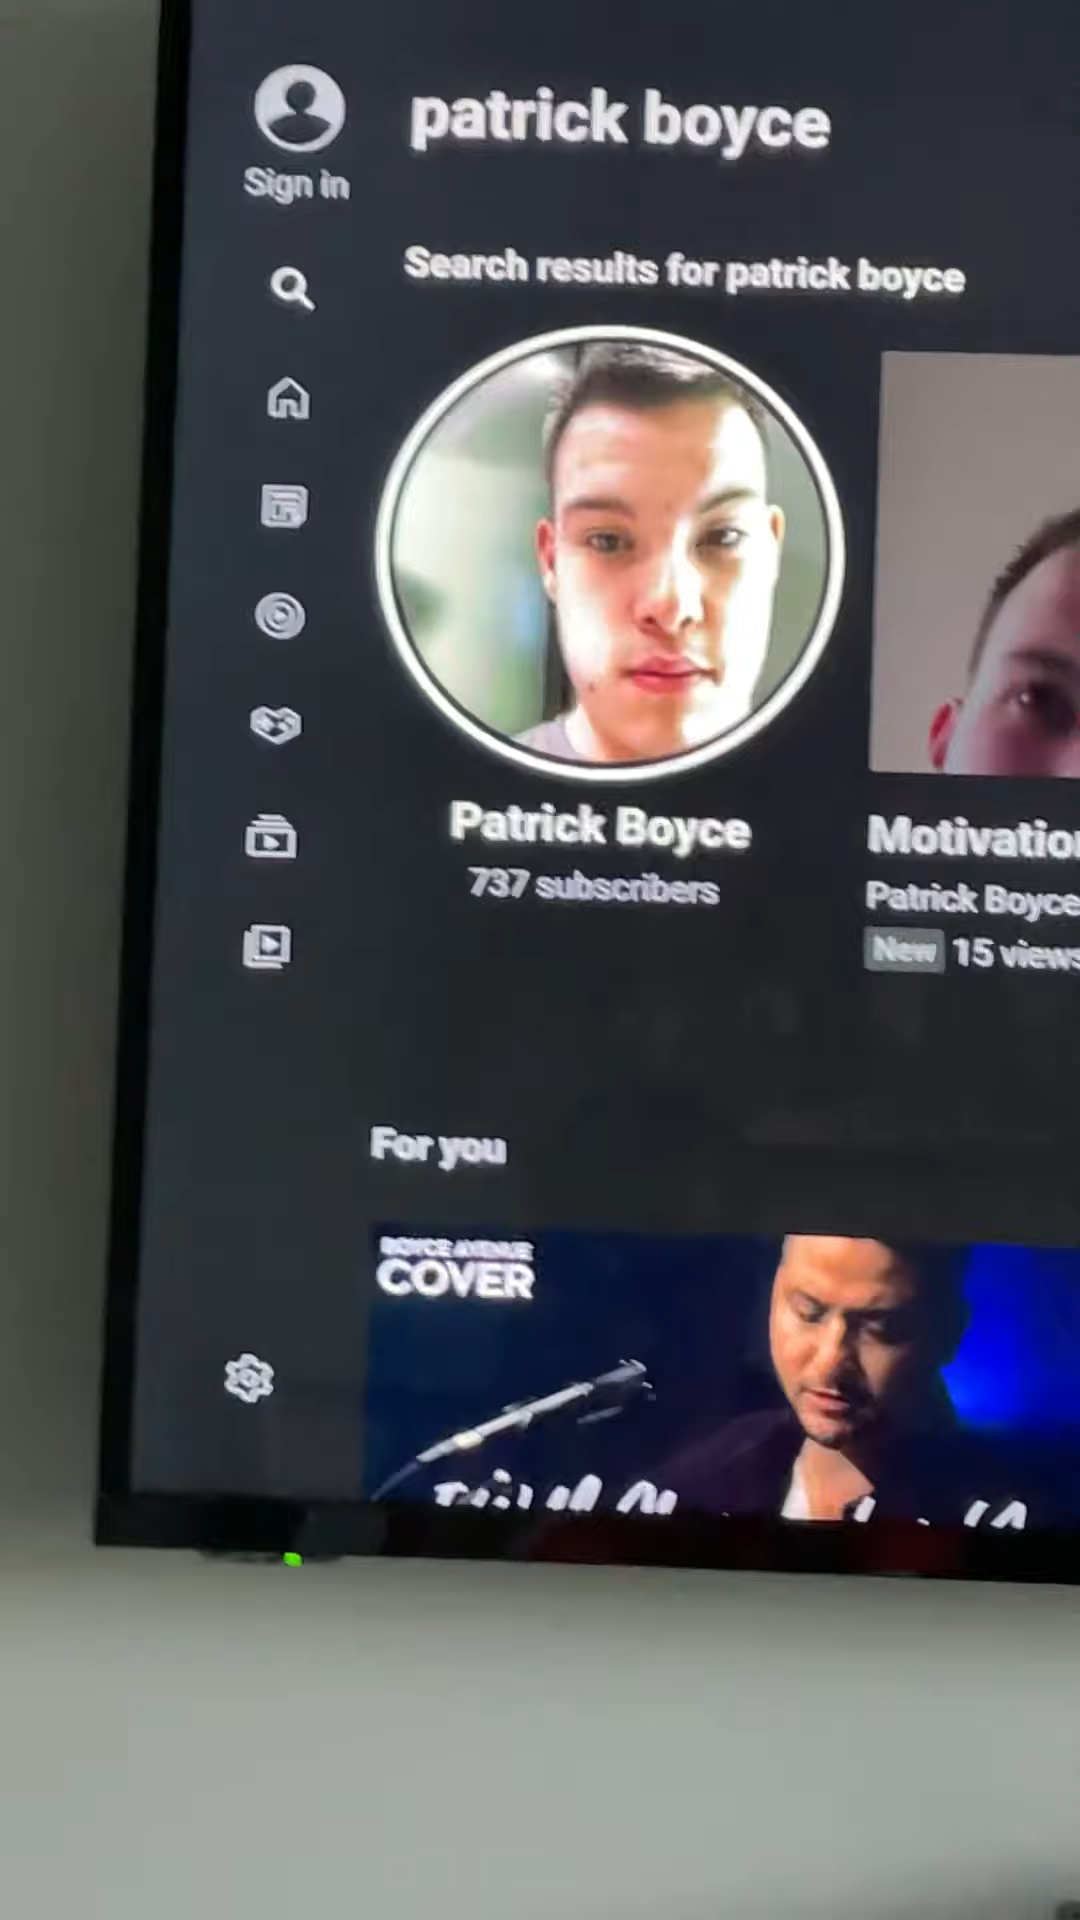 patrick boyce
Sign in
Search results for patrick boyce
Patrick Boyce
737 subscribers
Motivation
Patrick Boyce
New 15 views
For you
BOYCE AVENUE
COVER